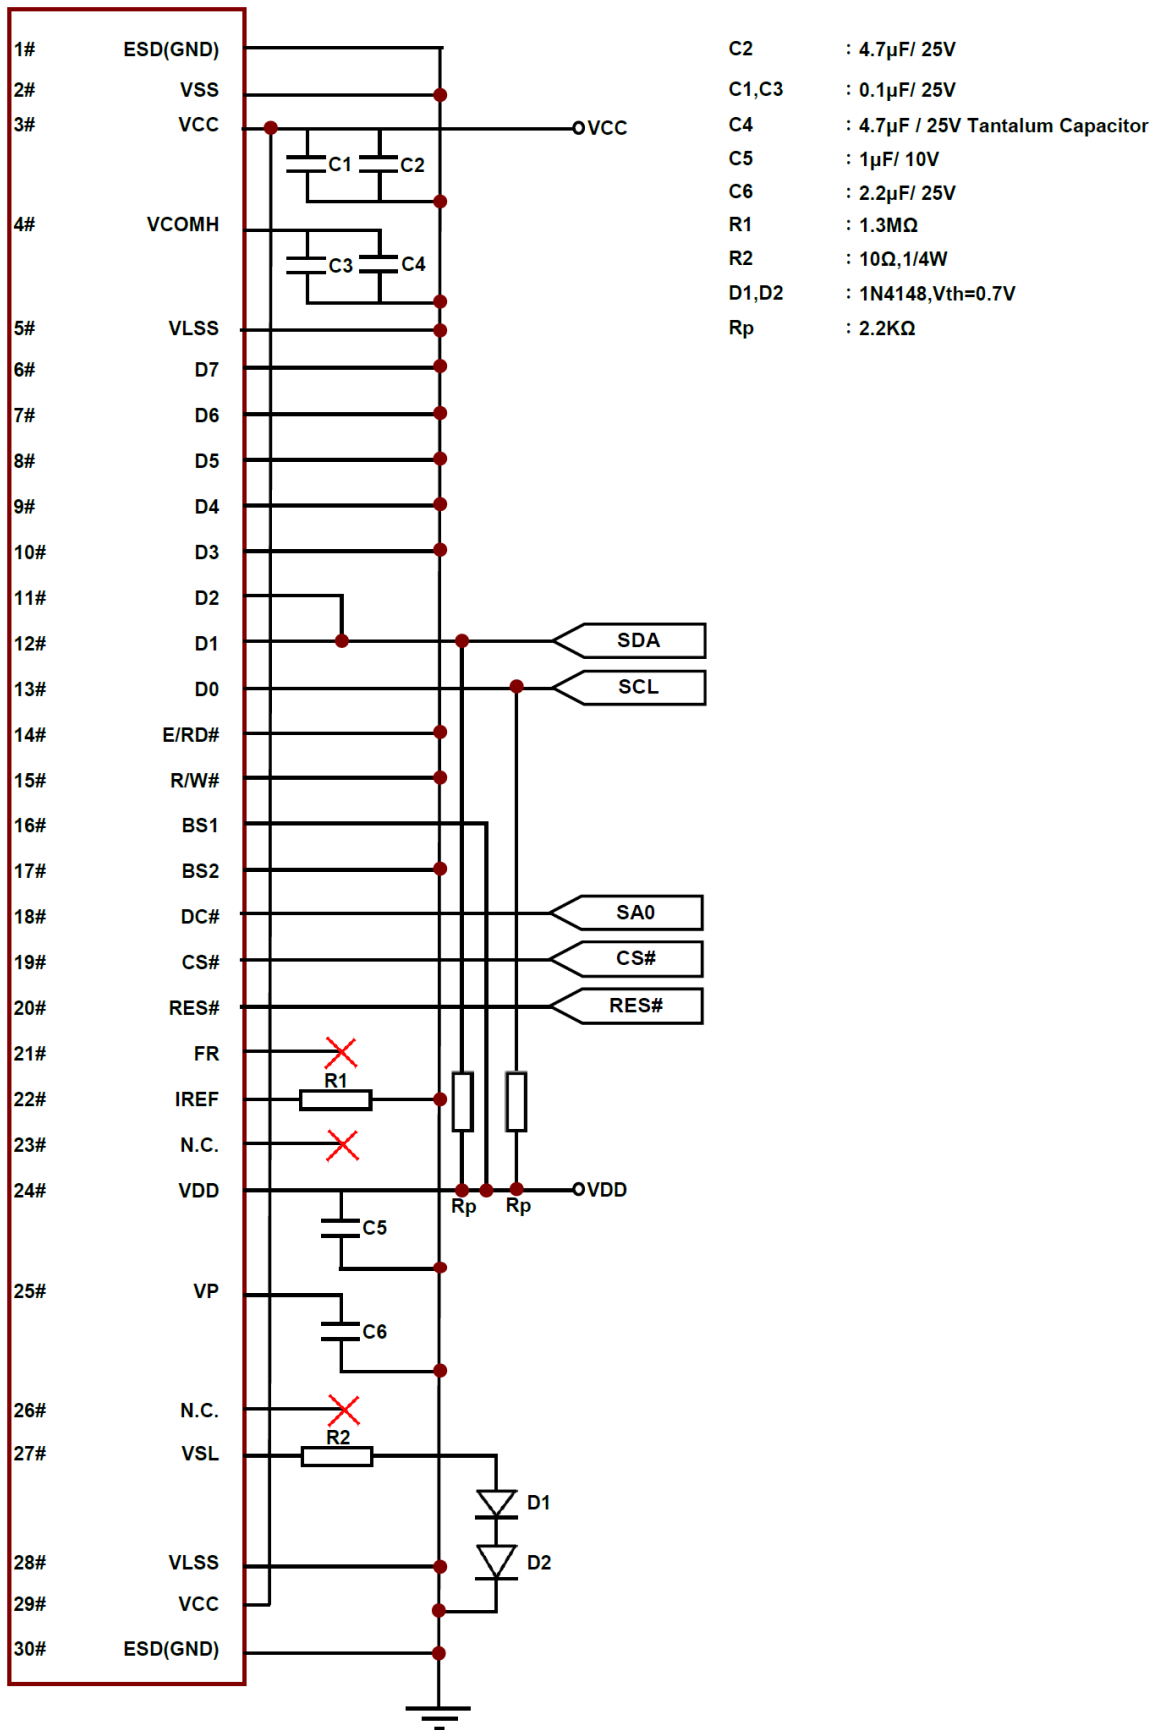 1# ESD(GND)
2# VSS
3# VCC
VCC
C1 C2
4# VCOMH
C3 C4
5# VLSS
6# D7
7# D6
8# D5
9# D4
10# D3
11# D2
12# D1
SDA
13# D0
SCL
14# E/RD#
15# R/W#
16# BS1
17# BS2
18# DC#
SA0
19# CS#
CS#
20# RES#
RES#
21# FR
R1
22# IREF
23# N.C.
24# VDD
VDD
Rp Rp
C5
25# VP
C6
26# N.C.
R2
27# VSL
D1
28# VLSS
D2
29# VCC
30# ESD(GND)
C2 : 4.7μF/ 25V
C1,C3 : 0.1μF/ 25V
C4 : 4.7μF / 25V Tantalum Capacitor
C5 : 1μF/ 10V
C6 : 2.2μF/ 25V
R1 : 1.3MΩ
R2 : 10Ω,1/4W
D1,D2 : 1N4148,Vth=0.7V
Rp : 2.2KΩ